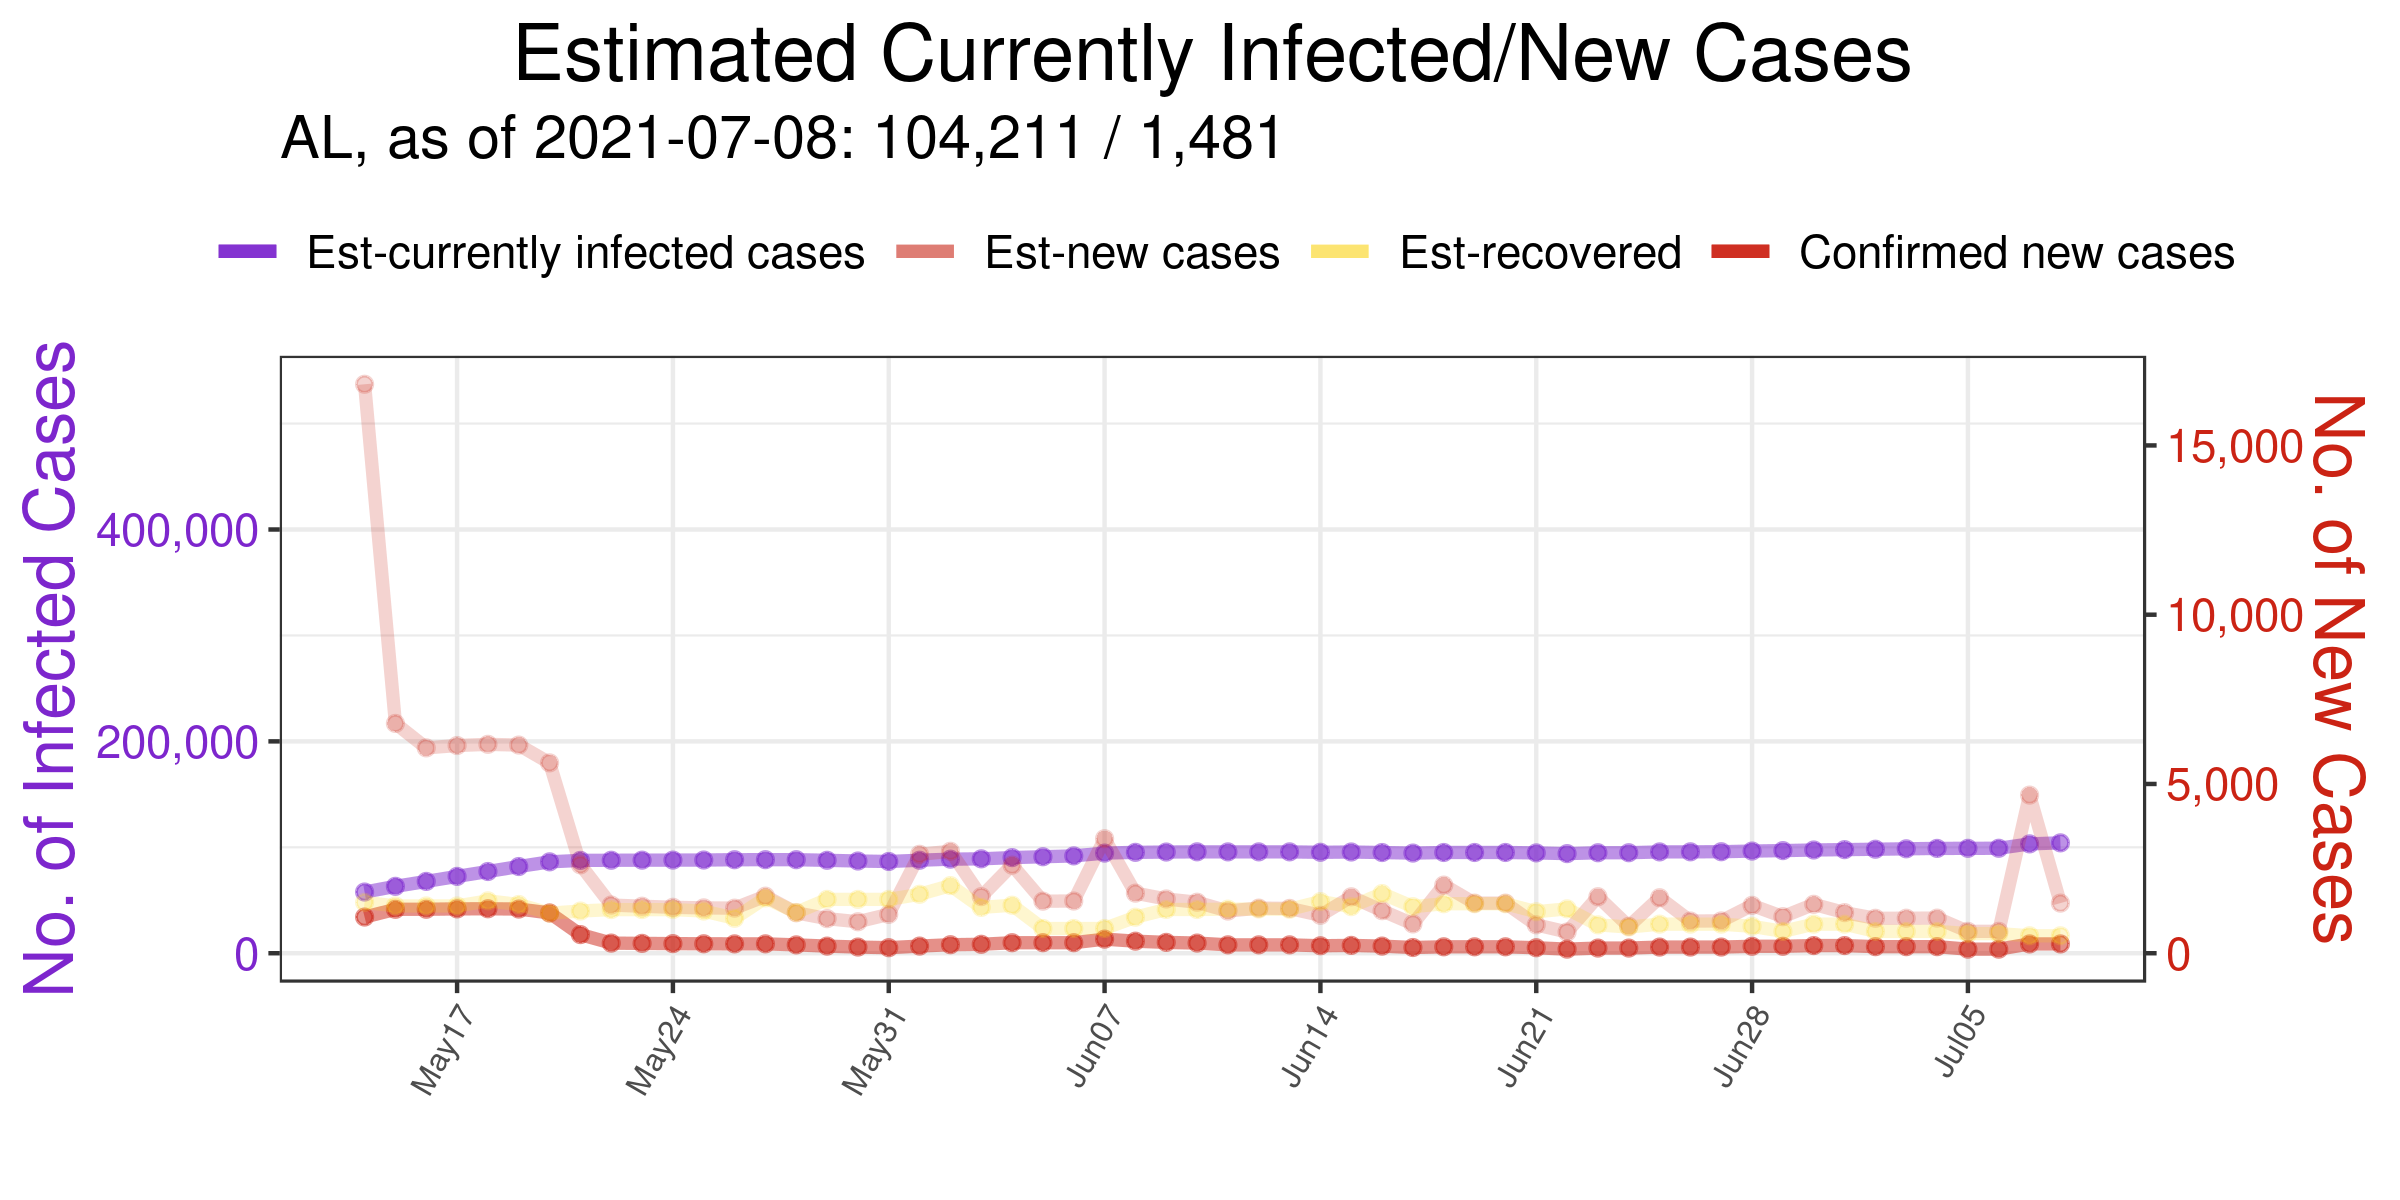 Estimated Currently Infected/New Cases
AL, as of 2021-07-08: 104,211 / 1,481
Est-currently infected cases Est-new cases Est-recovered Confirmed new cases
No. of Infected Cases
400,000
200,000
0
15,000
10,000
5,000
0
No. of New Cases
May17 May24 May31 Jun07 Jun14 Jun21 Jun28 Jul05